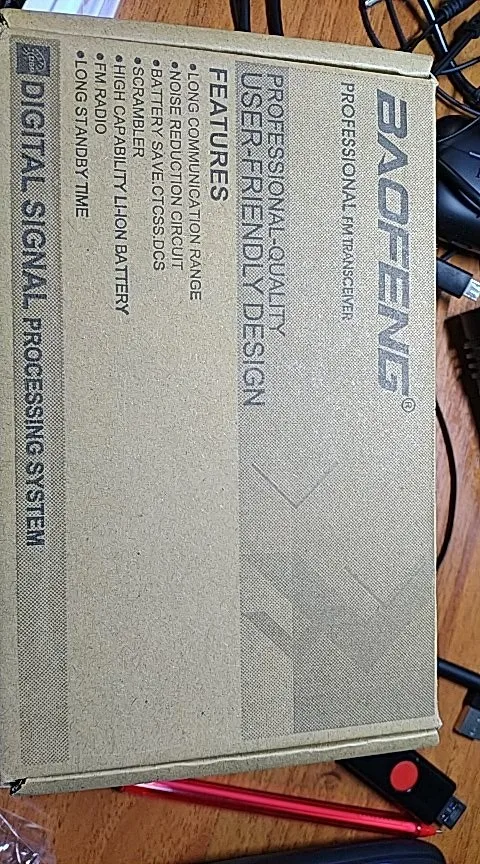 BAOFENG®
PROFESSIONAL FM TRANSCEIVER
PROFESSIONAL-QUALITY
USER-FRIENDLY DESIGN
FEATURES
•LONG COMMUNICATION RANGE
•NOISE REDUCTION CIRCUIT
•BATTERY SAVE.CTCSS.DCS
•SCRAMBLER
•HIGH CAPABILITY LI-ION BATTERY
•FM RADIO
•LONG STANDBY TIME
DIGITAL SIGNAL PROCESSING SYSTEM